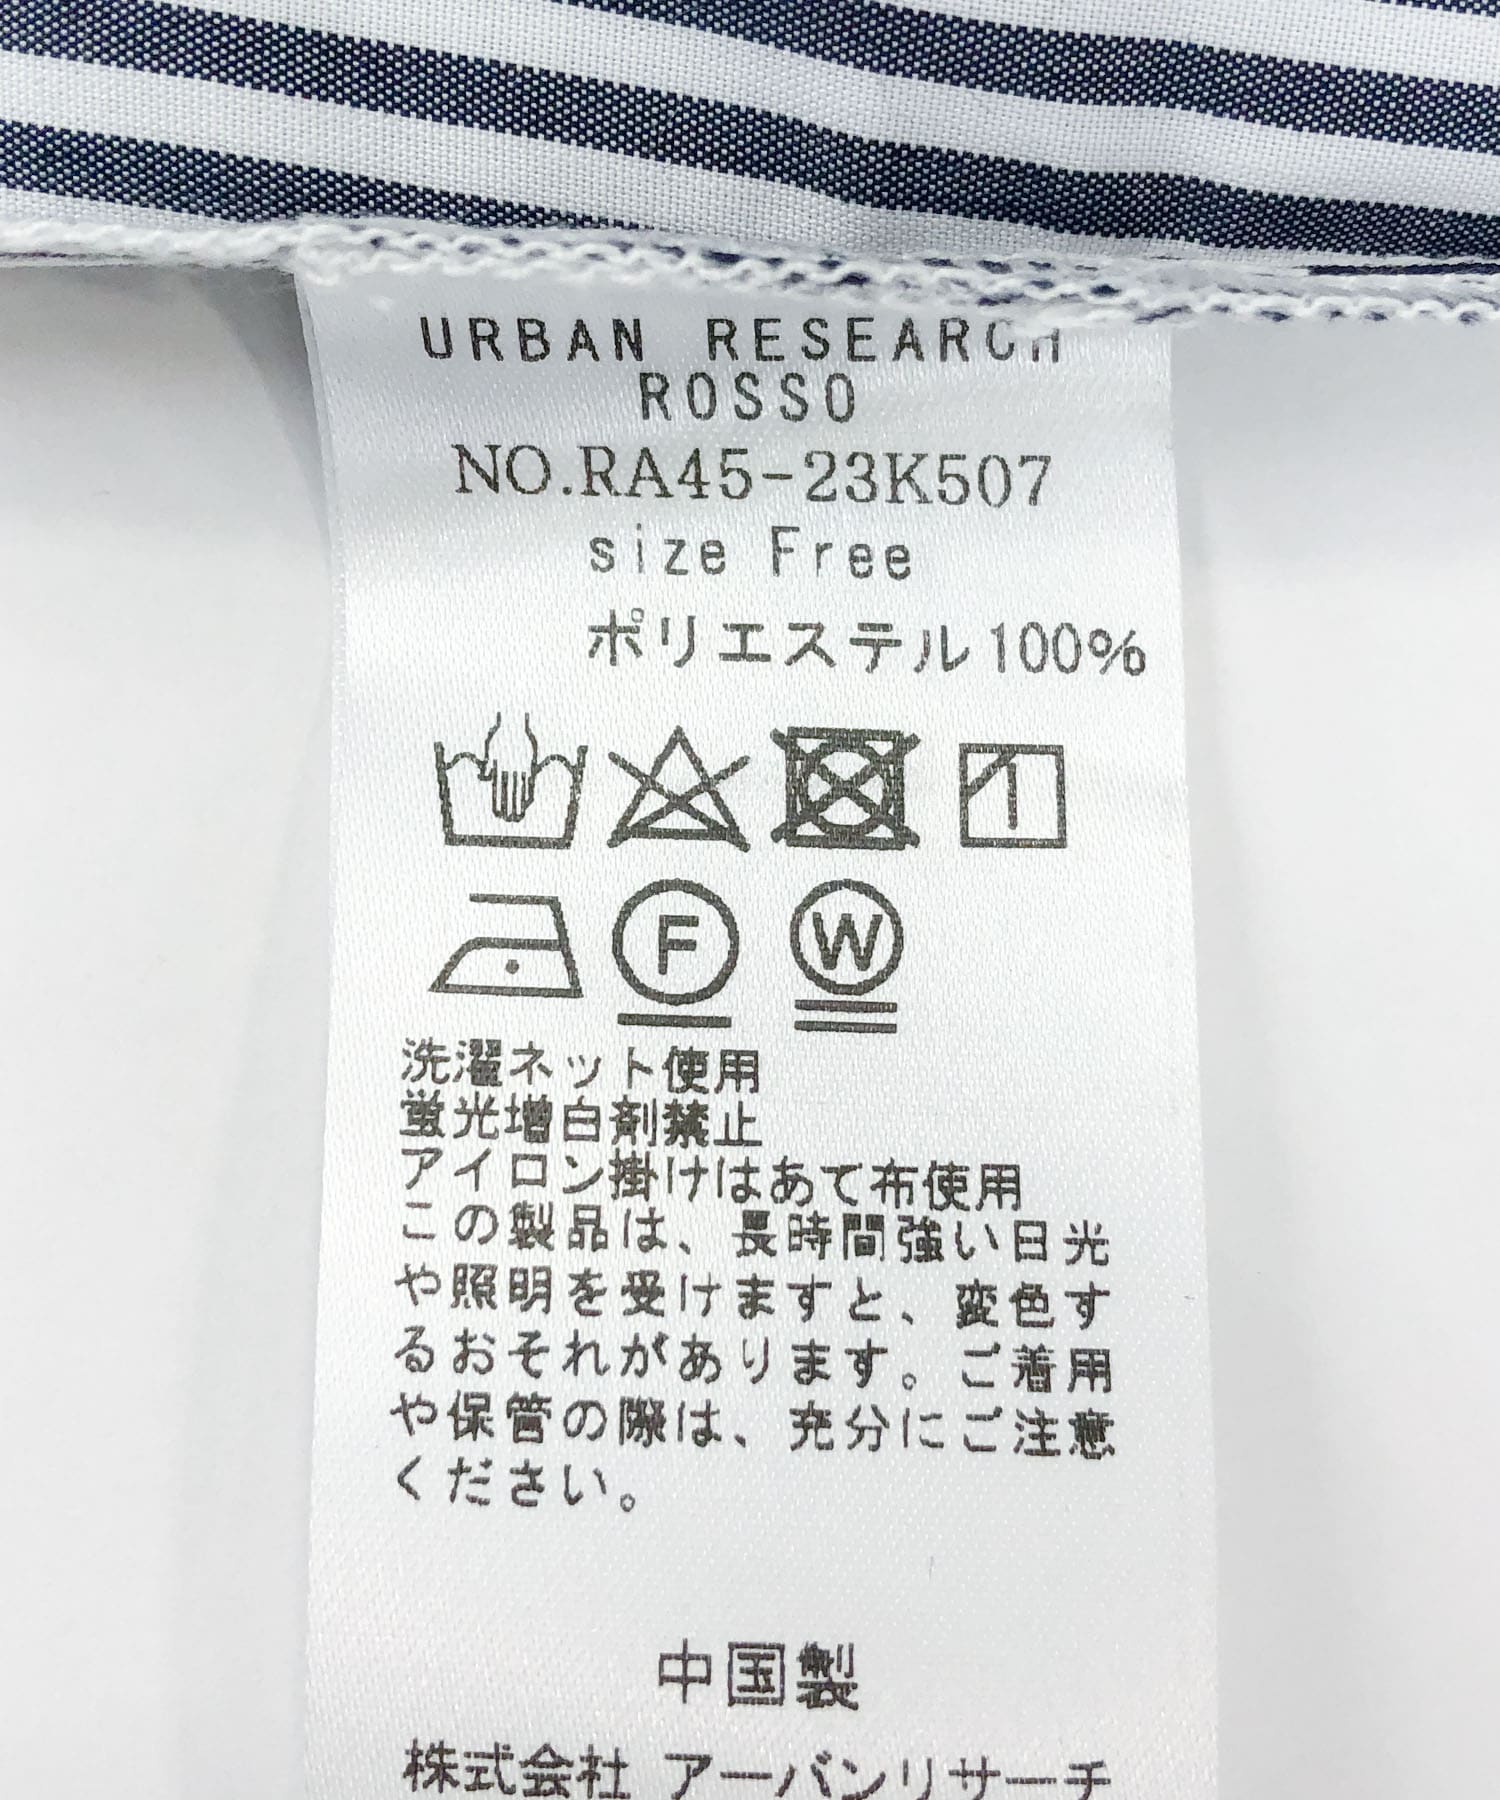 URBAN RESEARCH
ROSSO
NO.RA45-23K507
size Free
ポリエステル100%
F
W
洗濯ネット使用
蛍光増白剤禁止
アイロン掛けはあて布使用
この製品は、長時間強い日光
や照明を受けますと、変色す
るおそれがあります。ご着用
や保管の際は、充分にご注意
ください。
中国製
株式会社 アーバンリサーチ